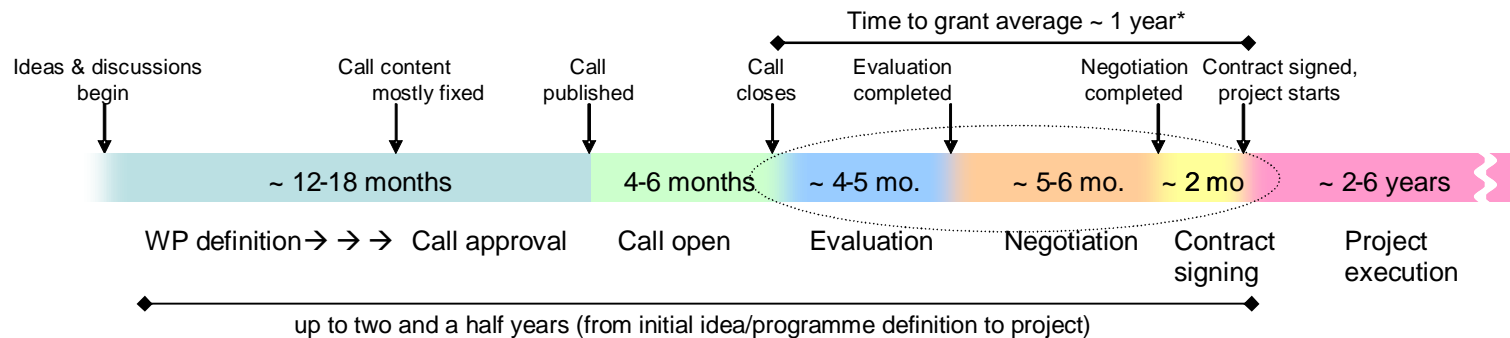 Time to grant average ~ 1 year*
Ideas & discussions
begin
Call content
mostly fixed
Call
published
Call
closes
Evaluation
completed
Negotiation
completed
Contract signed,
project starts
~ 12-18 months
4-6 months
~ 4-5 mo.
~ 5-6 mo.
~ 2 mo
~ 2-6 years
WP definition→ → → Call approval
Call open
Evaluation
Negotiation
Contract
signing
Project
execution
up to two and a half years (from initial idea/programme definition to project)